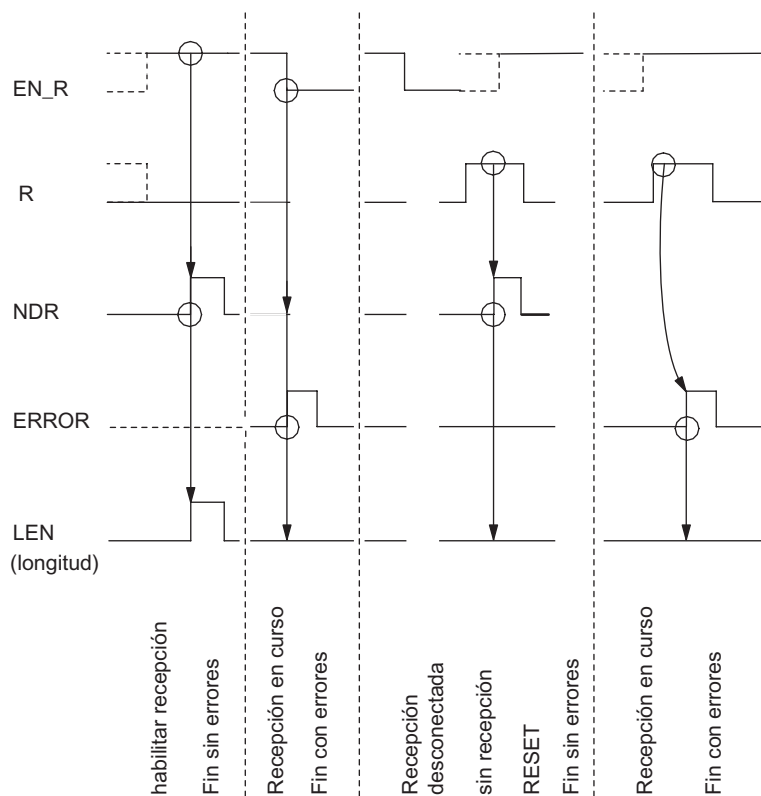 EN_R
R
NDR
ERROR
LEN
(longitud)
habilitar recepción
Fin sin errores
Recepción en curso
Fin con errores
Recepción
desconectada
sin recepción
RESET
Fin sin errores
Recepción en curso
Fin con errores